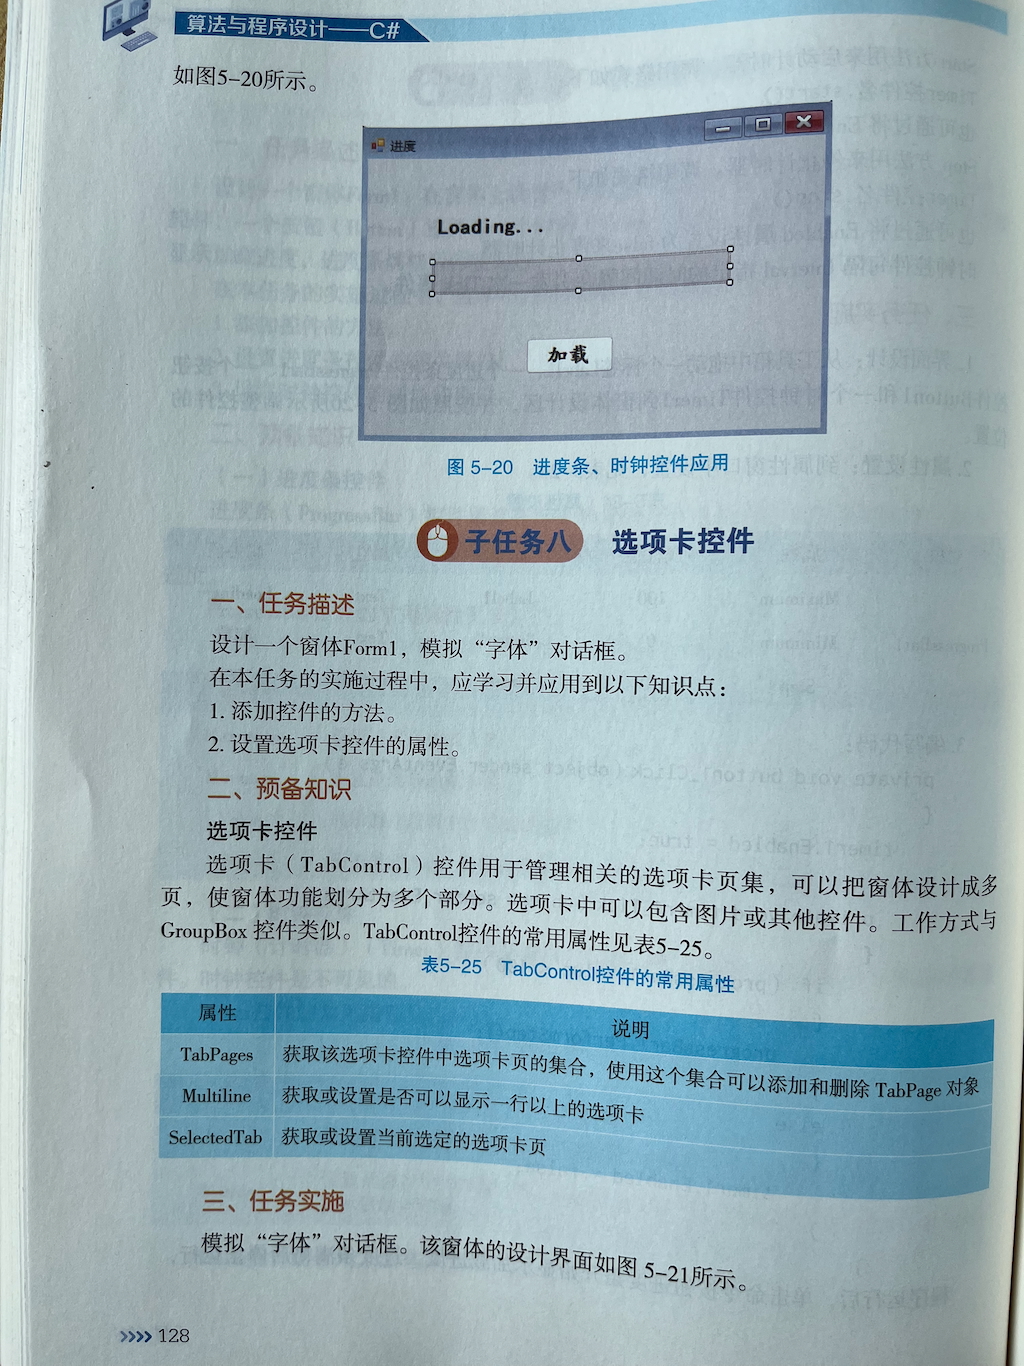 算法与程序设计——C#
如图5-20所示。
进度
Loading...
加载
图 5-20 进度条、时钟控件应用
子任务八 选项卡控件
一、任务描述
设计一个窗体Form1，模拟“字体”对话框。
在本任务的实施过程中，应学习并应用到以下知识点：
1. 添加控件的方法。
2. 设置选项卡控件的属性。
二、预备知识
选项卡控件
选项卡（TabControl）控件用于管理相关的选项卡页集，可以把窗体设计成多
页，使窗体功能划分为多个部分。选项卡中可以包含图片或其他控件。工作方式与
GroupBox 控件类似。TabControl控件的常用属性见表5-25。
表5-25 TabControl控件的常用属性
属性 说明
TabPages 获取该选项卡控件中选项卡页的集合，使用这个集合可以添加和删除 TabPage 对象
Multiline 获取或设置是否可以显示一行以上的选项卡
SelectedTab 获取或设置当前选定的选项卡页
三、任务实施
模拟“字体”对话框。该窗体的设计界面如图 5-21所示。
›››› 128